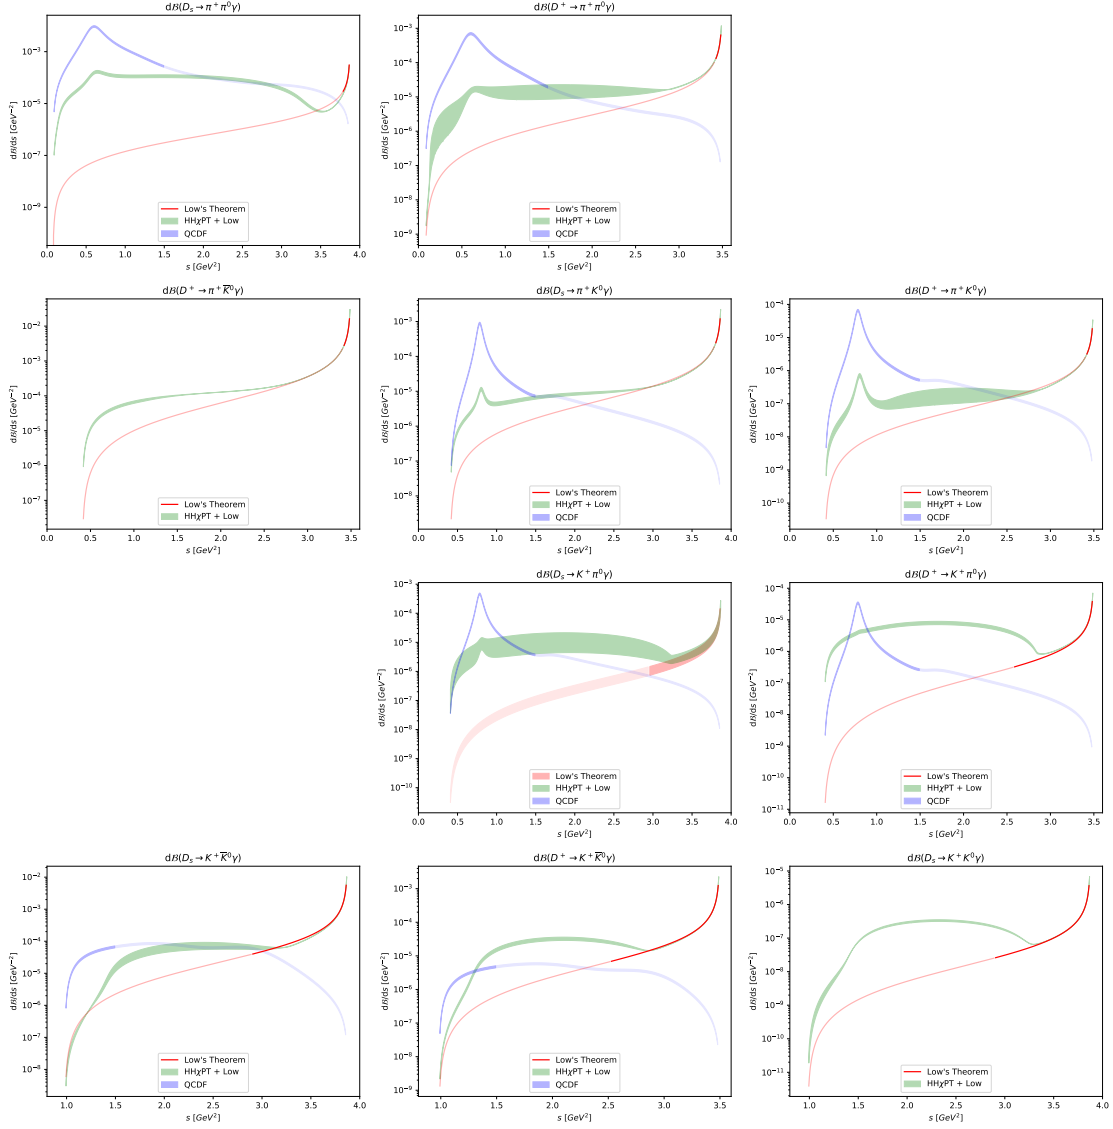 dB(D_s → π⁺π⁰γ)
10⁻³
10⁻⁵
10⁻⁷
10⁻⁹
dB/ds [GeV⁻²]
Low's Theorem
HHχPT + Low
QCDF
0.0 0.5 1.0 1.5 2.0 2.5 3.0 3.5 4.0
s [GeV²]
dB(D⁺ → π⁺π⁰γ)
10⁻³
10⁻⁴
10⁻⁵
10⁻⁶
10⁻⁷
10⁻⁸
10⁻⁹
dB/ds [GeV⁻²]
Low's Theorem
HHχPT + Low
QCDF
0.0 0.5 1.0 1.5 2.0 2.5 3.0 3.5
s [GeV²]
dB(D⁺ → π⁺K̅⁰γ)
10⁻²
10⁻³
10⁻⁴
10⁻⁵
10⁻⁶
10⁻⁷
dB/ds [GeV⁻²]
Low's Theorem
HHχPT + Low
0.0 0.5 1.0 1.5 2.0 2.5 3.0 3.5
s [GeV²]
dB(D_s → π⁺K⁰γ)
10⁻²
10⁻³
10⁻⁴
10⁻⁵
10⁻⁶
10⁻⁷
10⁻⁸
dB/ds [GeV⁻²]
Low's Theorem
HHχPT + Low
QCDF
0.0 0.5 1.0 1.5 2.0 2.5 3.0 3.5 4.0
s [GeV²]
dB(D⁺ → π⁺K⁰γ)
10⁻⁴
10⁻⁵
10⁻⁶
10⁻⁷
10⁻⁸
10⁻⁹
10⁻¹⁰
dB/ds [GeV⁻²]
Low's Theorem
HHχPT + Low
QCDF
0.0 0.5 1.0 1.5 2.0 2.5 3.0 3.5
s [GeV²]
dB(D_s → K⁺π⁰γ)
10⁻³
10⁻⁴
10⁻⁵
10⁻⁶
10⁻⁷
10⁻⁸
10⁻⁹
10⁻¹⁰
dB/ds [GeV⁻²]
Low's Theorem
HHχPT + Low
QCDF
0.0 0.5 1.0 1.5 2.0 2.5 3.0 3.5 4.0
s [GeV²]
dB(D⁺ → K⁺π⁰γ)
10⁻⁴
10⁻⁵
10⁻⁶
10⁻⁷
10⁻⁸
10⁻⁹
10⁻¹⁰
10⁻¹¹
dB/ds [GeV⁻²]
Low's Theorem
HHχPT + Low
QCDF
0.0 0.5 1.0 1.5 2.0 2.5 3.0 3.5
s [GeV²]
dB(D_s → K⁺K̅⁰γ)
10⁻²
10⁻³
10⁻⁴
10⁻⁵
10⁻⁶
10⁻⁷
10⁻⁸
dB/ds [GeV⁻²]
Low's Theorem
HHχPT + Low
QCDF
1.0 1.5 2.0 2.5 3.0 3.5 4.0
s [GeV²]
dB(D⁺ → K⁺K̅⁰γ)
10⁻²
10⁻³
10⁻⁴
10⁻⁵
10⁻⁶
10⁻⁷
10⁻⁸
10⁻⁹
dB/ds [GeV⁻²]
Low's Theorem
HHχPT + Low
QCDF
1.0 1.5 2.0 2.5 3.0 3.5
s [GeV²]
dB(D_s → K⁺K⁰γ)
10⁻⁵
10⁻⁶
10⁻⁷
10⁻⁸
10⁻⁹
10⁻¹⁰
10⁻¹¹
dB/ds [GeV⁻²]
Low's Theorem
HHχPT + Low
1.0 1.5 2.0 2.5 3.0 3.5 4.0
s [GeV²]